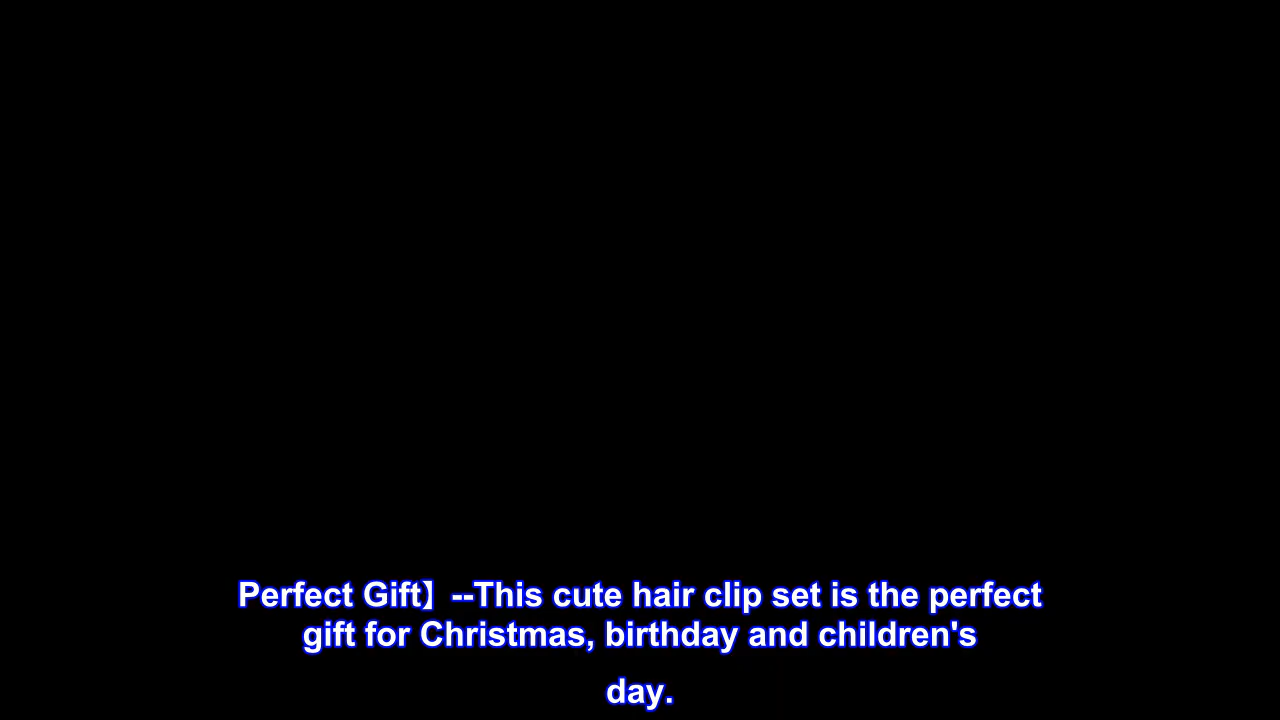 Perfect Gift】--This cute hair clip set is the perfect
gift for Christmas, birthday and children's
day.